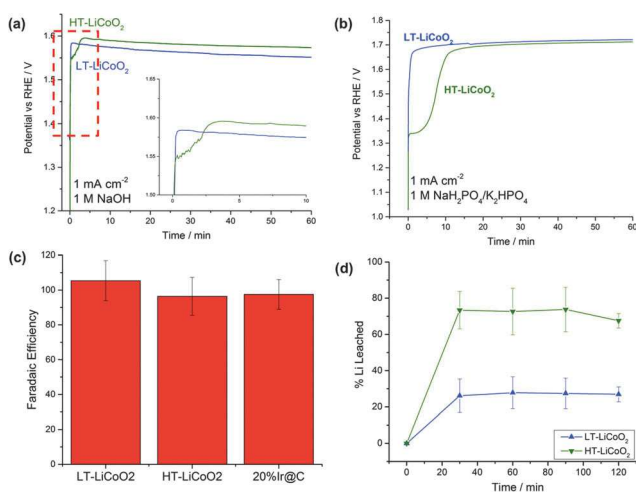 (a)
HT-LiCoO2
LT-LiCoO2
Potential vs RHE / V
1.6
1.5
1.4
1.3
1.2
1.65
1.60
1.55
1.50
0
5
10
1 mA cm-2
1 M NaOH
0 10 20 30 40 50 60
Time / min
(b)
LT-LiCoO2
HT-LiCoO2
Potential vs RHE / V
1.8
1.7
1.6
1.5
1.4
1.3
1.2
1.1
1.0
1 mA cm-2
1 M NaH2PO4/K2HPO4
0 10 20 30 40 50 60
Time / min
(c)
Faradaic Efficiency
120
100
80
60
40
20
0
LT-LiCoO2 HT-LiCoO2 20%Ir@C
(d)
% Li Leached
100
80
60
40
20
0
LT-LiCoO2
HT-LiCoO2
0 20 40 60 80 100 120
Time / min